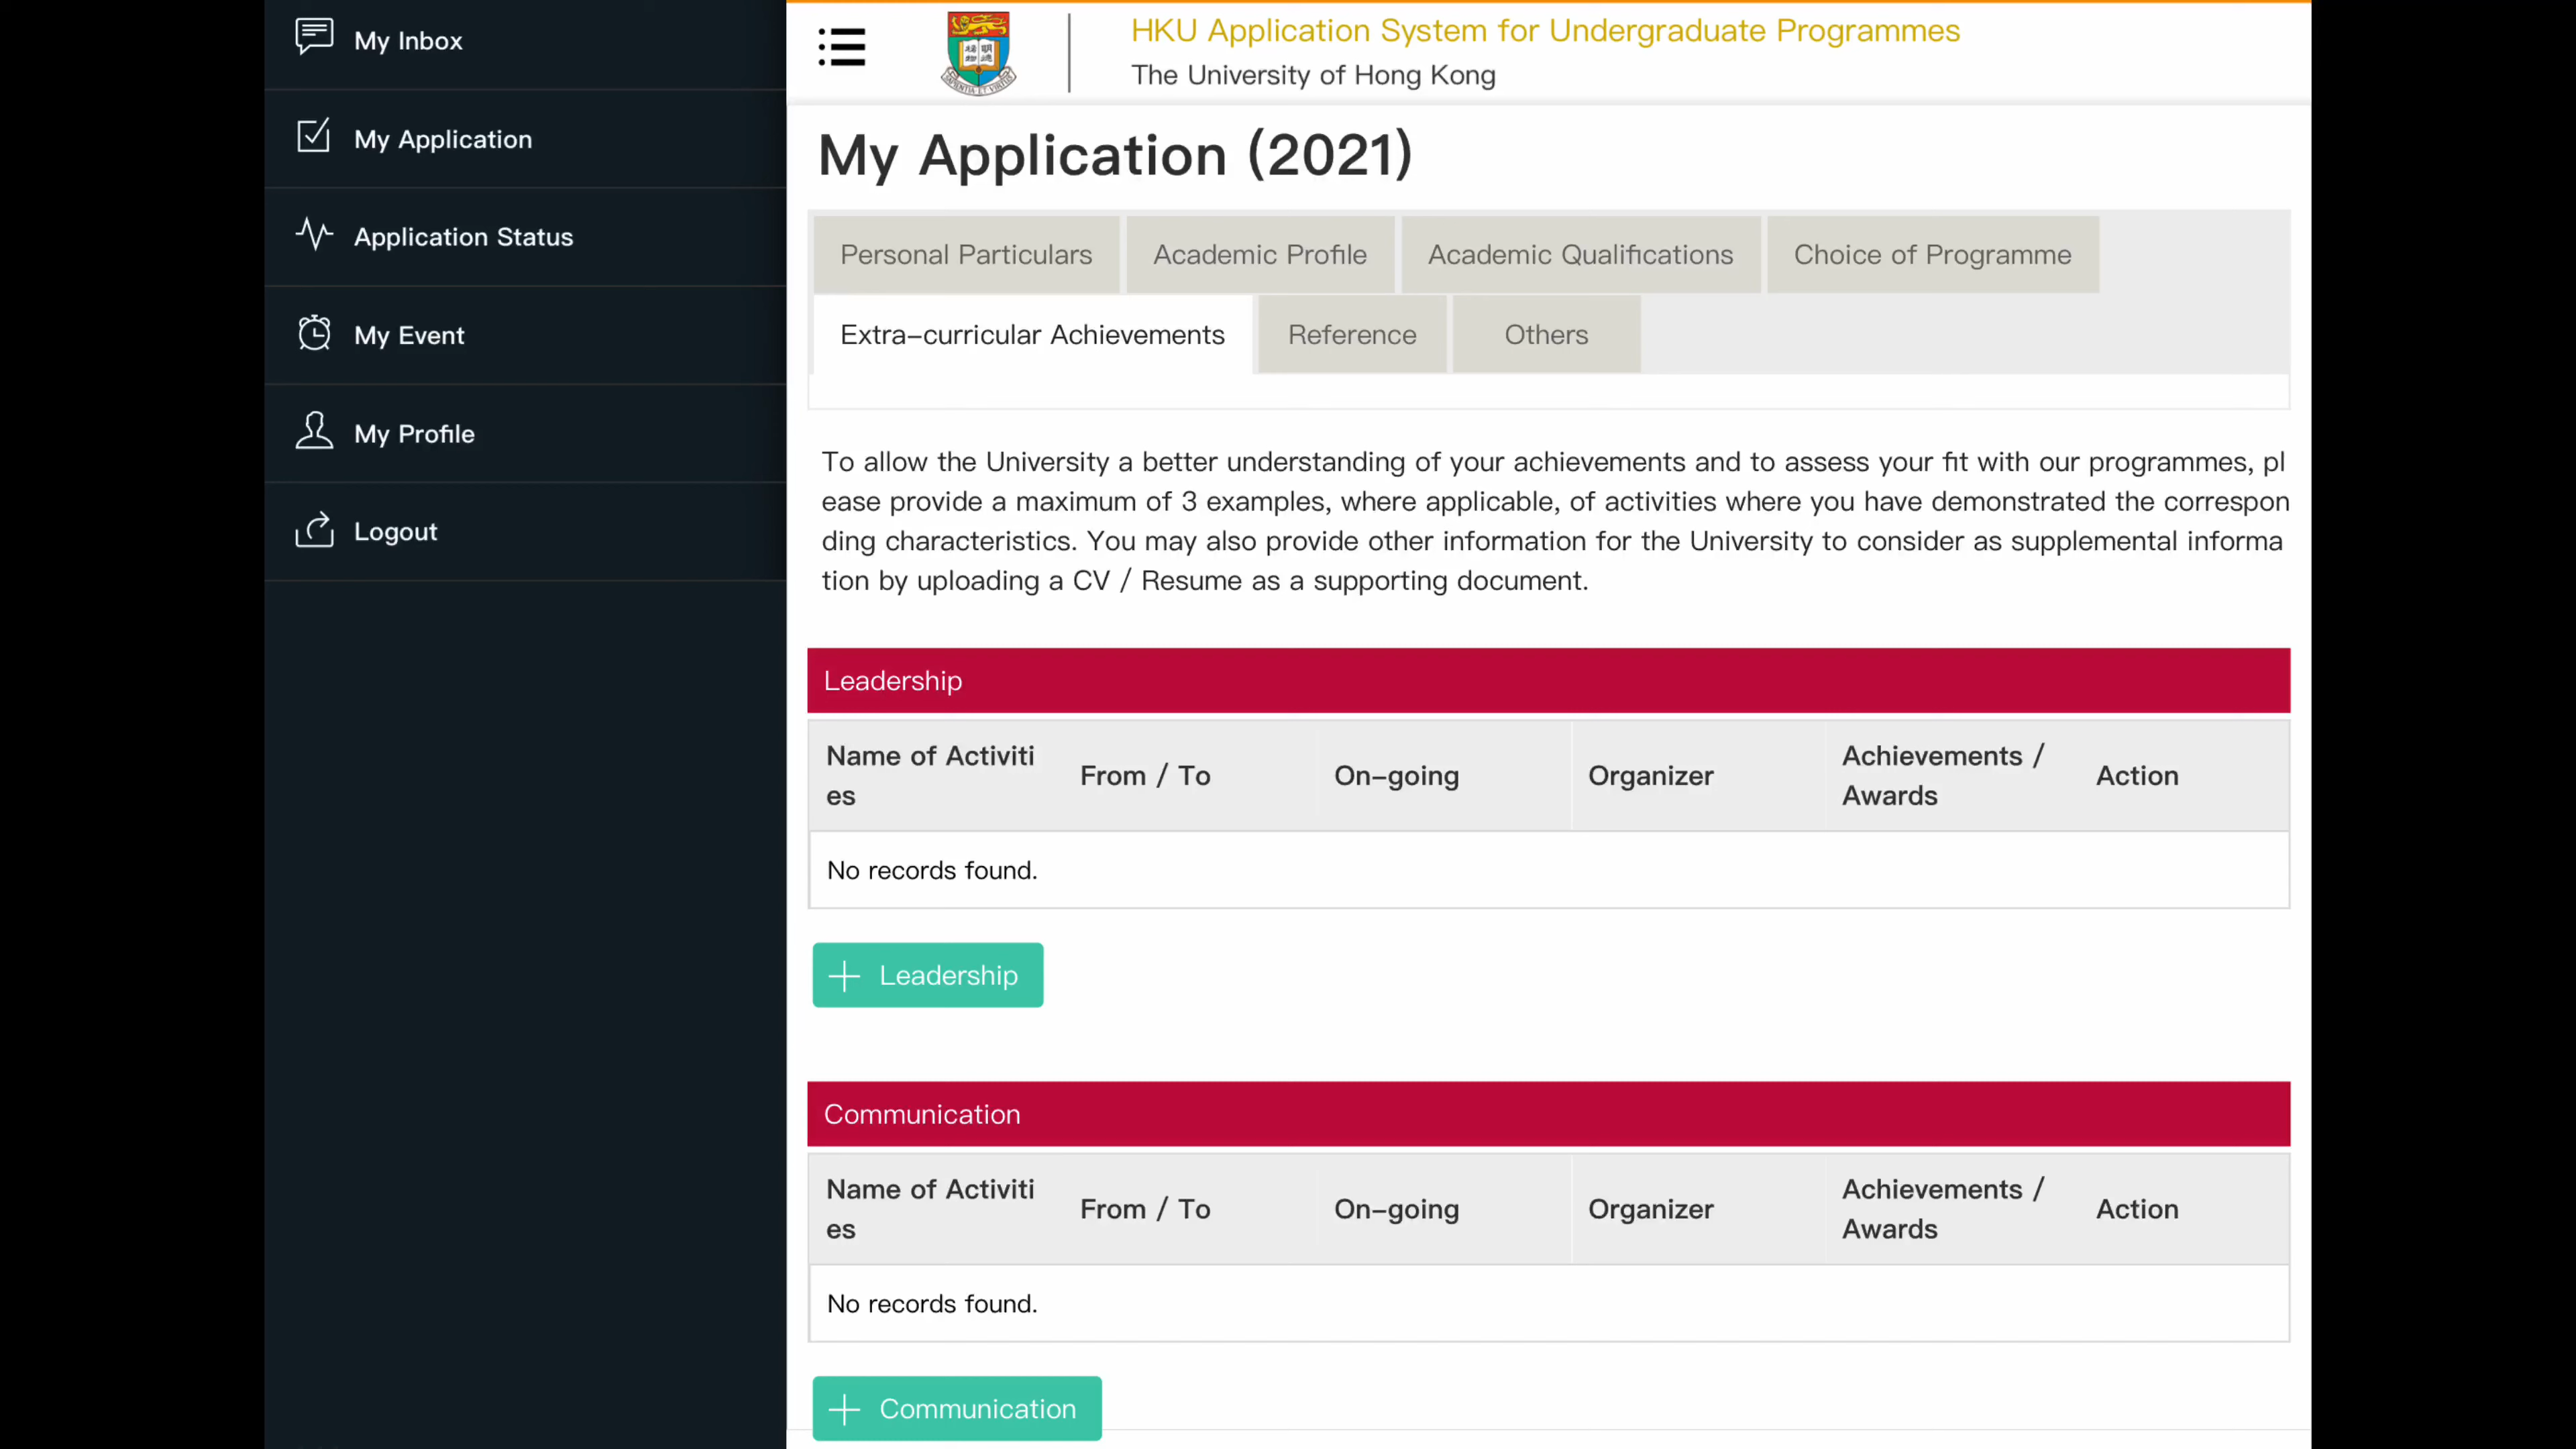 My Inbox
My Application
Application Status
My Event
My Profile
Logout
HKU Application System for Undergraduate Programmes
The University of Hong Kong
My Application (2021)
Personal Particulars
Academic Profile
Academic Qualifications
Choice of Programme
Extra-curricular Achievements
Reference
Others
To allow the University a better understanding of your achievements and to assess your fit with our programmes, pl
ease provide a maximum of 3 examples, where applicable, of activities where you have demonstrated the correspon
ding characteristics. You may also provide other information for the University to consider as supplemental informa
tion by uploading a CV / Resume as a supporting document.
Leadership
Name of Activiti
es
From / To
On-going
Organizer
Achievements /
Awards
Action
No records found.
Leadership
Communication
Name of Activiti
es
From / To
On-going
Organizer
Achievements /
Awards
Action
No records found.
Communication